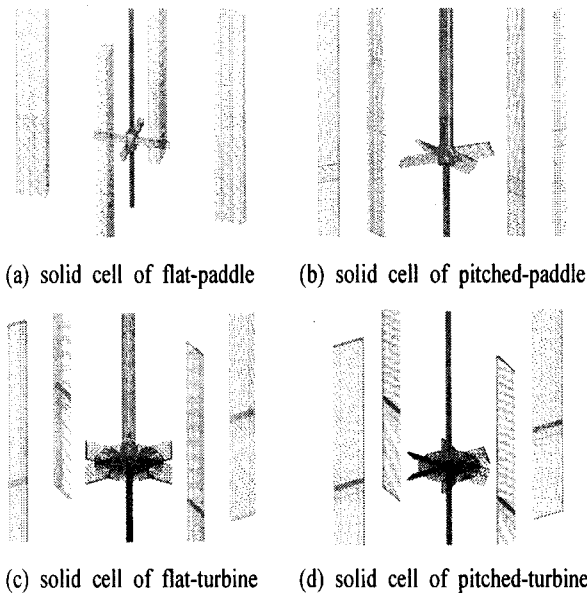 (a) solid cell of flat-paddle
(b) solid cell of pitched-paddle
(c) solid cell of flat-turbine
(d) solid cell of pitched-turbine